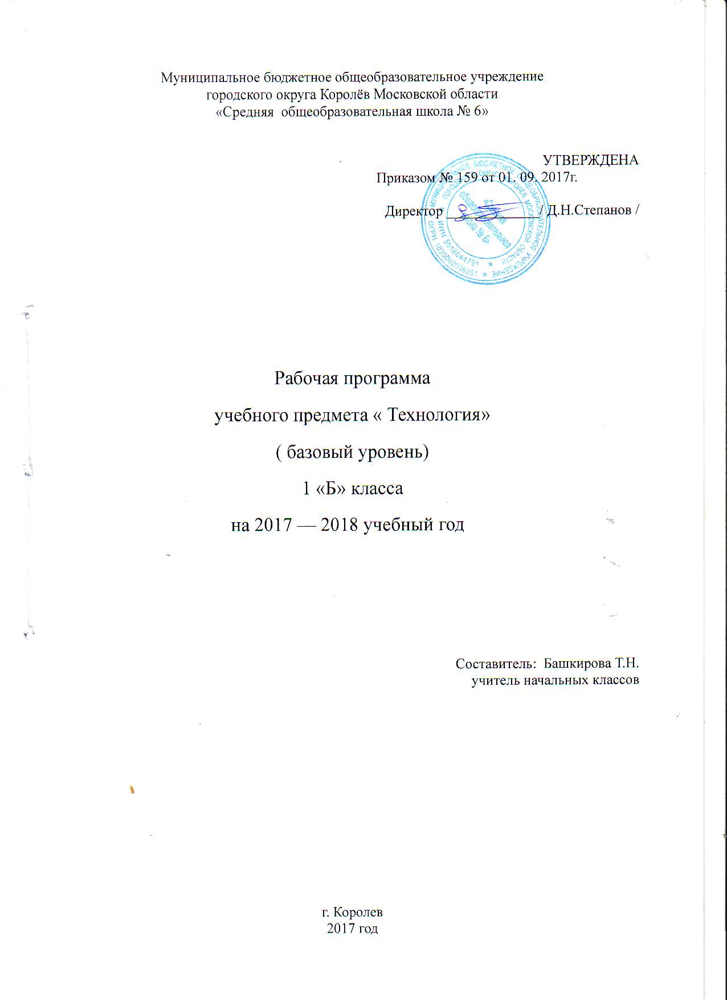 Муниципальное бюджетное общеобразовательное учреждение
городского округа Королёв Московской области
«Средняя  общеобразовательная школа № 6»
УТВЕРЖДЕНА
Приказом № 159 от 01. 09. 2017г.
Директор ____________ / Д.Н.Степанов /
МУНИЦИПАЛЬНОЕ БЮДЖЕТНОЕ ОБЩЕОБРАЗОВАТЕЛЬНОЕ УЧРЕЖДЕНИЕ * ОГРН 1025002036201 *
ГОРОДСКОГО ОКРУГА КОРОЛЁВ МОСКОВСКОЙ ОБЛАСТИ * ИНН 5018044791 *
«Средняя
общеобразовательная
школа № 6»
Рабочая программа
учебного предмета « Технология»
( базовый уровень)
1 «Б» класса
на 2017 — 2018 учебный год
Составитель:  Башкирова Т.Н.
учитель начальных классов
г. Королев
2017 год